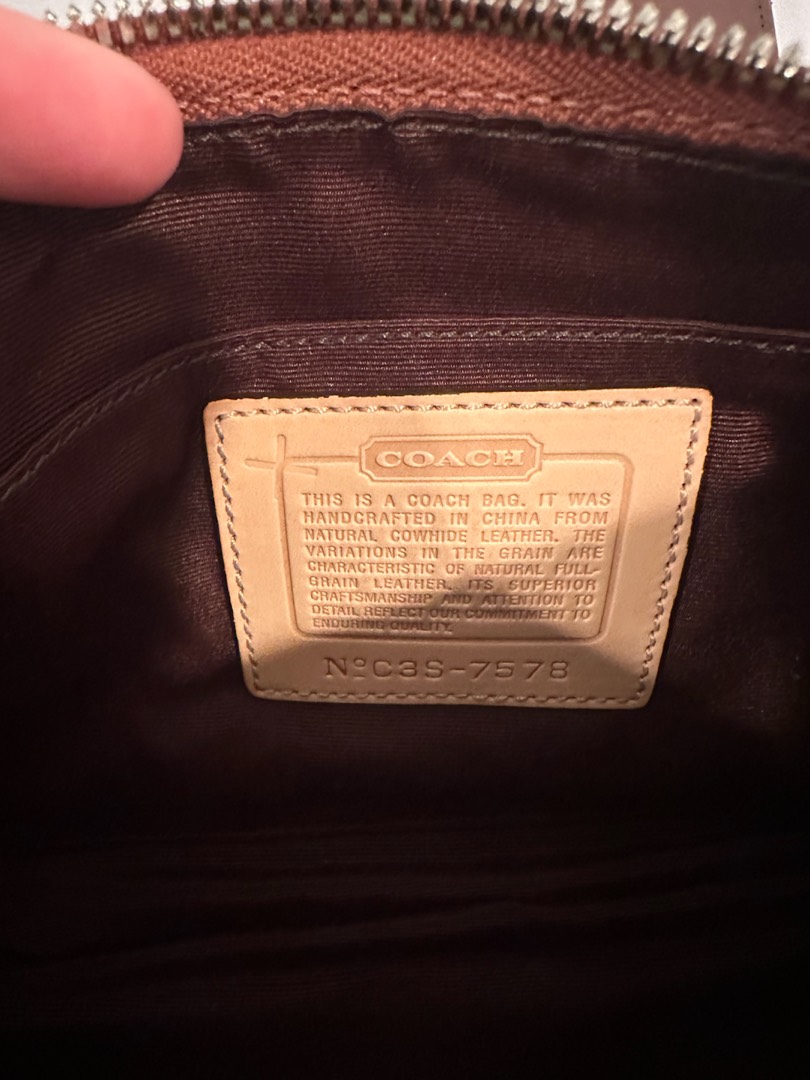 COACH
THIS IS A COACH BAG. IT WAS
HANDCRAFTED IN CHINA FROM
NATURAL COWHIDE LEATHER. THE
VARIATIONS IN THE GRAIN ARE
CHARACTERISTIC OF NATURAL FULL-
GRAIN LEATHER. ITS SUPERIOR
CRAFTSMANSHIP AND ATTENTION TO
DETAIL REFLECT OUR COMMITMENT TO
ENDURING QUALITY.
Nº C3S-7578